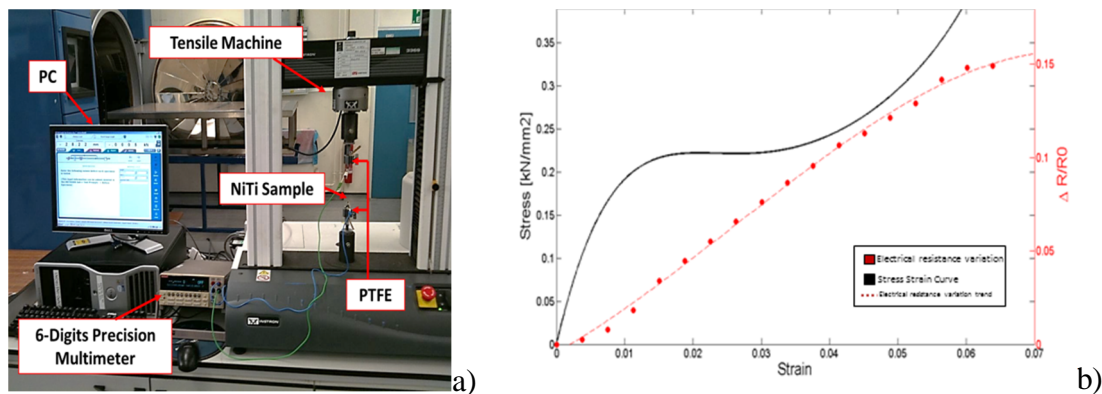 Tensile Machine
PC
NiTi Sample
PTFE
6-Digits Precision
Multimeter
a)
Stress [kN/mm2]
0.35
0.3
0.25
0.2
0.15
0.1
0.05
0
0
0.01
0.02
0.03
0.04
0.05
0.06
0.07
Strain
0.15
0.1
0.05
0
Δ R/R0
Electrical resistance variation
Stress Strain Curve
Electrical resistance variation trend
b)